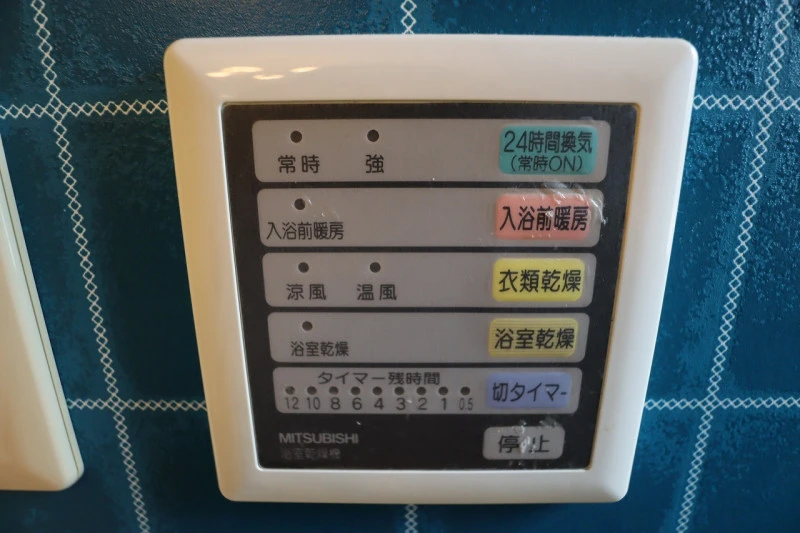 常時 強 24時間換気
(常時ON)
入浴前暖房 入浴前暖房
涼風 温風 衣類乾燥
浴室乾燥 浴室乾燥
タイマー残時間
12 10 8 6 4 3 2 1 0.5 切タイマー
MITSUBISHI
浴室乾燥機 停止